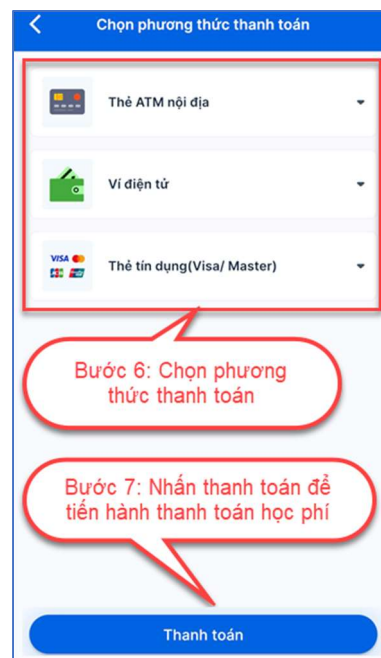 Chọn phương thức thanh toán
Thẻ ATM nội địa
Ví điện tử
VISA
Thẻ tín dụng(Visa/ Master)
Bước 6: Chọn phương
thức thanh toán
Bước 7: Nhấn thanh toán để
tiến hành thanh toán học phí
Thanh toán